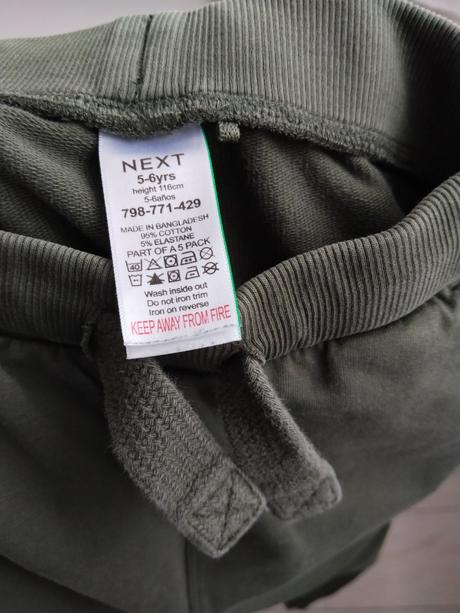 NEXT
5-6yrs
height 116cm
5-6años
798-771-429
MADE IN BANGLADESH
95% COTTON
5% ELASTANE
PART OF A 5 PACK
40
Wash inside out
Do not iron trim
Iron on reverse
KEEP AWAY FROM FIRE